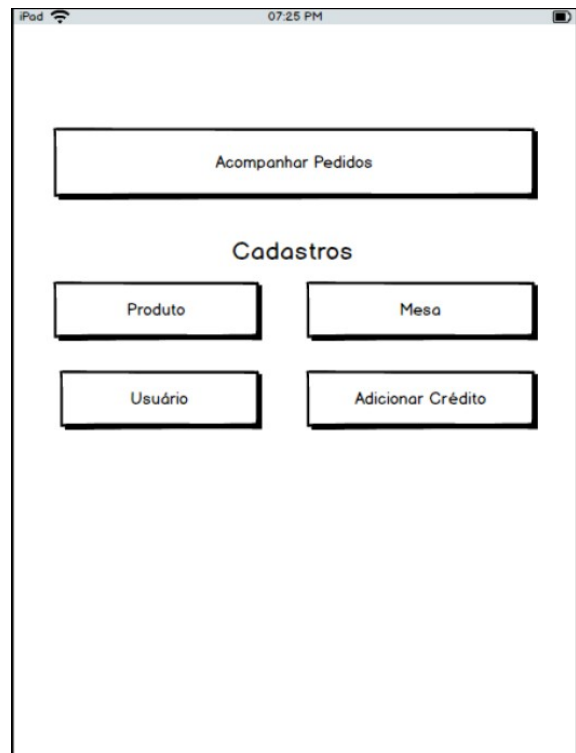 iPad 07:25 PM
Acompanhar Pedidos
Cadastros
Produto Mesa
Usuário Adicionar Crédito